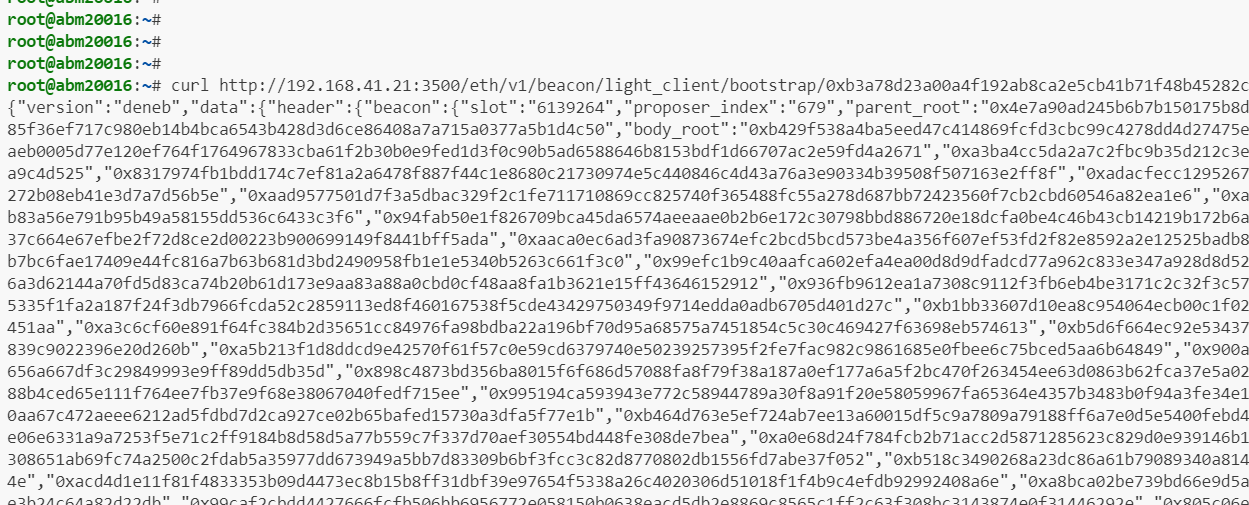 root@abm20016:~#
root@abm20016:~#
root@abm20016:~#
root@abm20016:~# curl http://192.168.41.21:3500/eth/v1/beacon/light_client/bootstrap/0xb3a78d23a00a4f192ab8ca2e5cb41b71f48b45282c
{"version":"deneb","data":{"header":{"beacon":{"slot":"6139264","proposer_index":"679","parent_root":"0x4e7a90ad245b6b7b150175b8d
85f36ef717c980eb14b4bca6543b428d3d6ce86408a7a715a0377a5b1d4c50","body_root":"0xb429f538a4ba5eed47c414869fcfd3cbc99c4278dd4d27475e
aeb0005d77e120ef764f1764967833cba61f2b30b0e9fed1d3f0c90b5ad6588646b8153bdf1d66707ac2e59fd4a2671","0xa3ba4cc5da2a7c2fbc9b35d212c3e
a9c4d525","0x8317974fb1bdd174c7ef81a2a6478f887f44c1e8680c21730974e5c440846c4d43a76a3e90334b39508f507163e2ff8f","0xadacfecc1295267
272b08eb41e3d7a7d56b5e","0xaad9577501d7f3a5dbac329f2c1fe711710869cc825740f365488fc55a278d687bb72423560f7cb2cbd60546a82ea1e6","0xa
b83a56e791b95b49a58155dd536c6433c3f6","0x94fab50e1f826709bca45da6574aeeaae0b2b6e172c30798bbd886720e18dcfa0be4c46b43cb14219b172b6a
37c664e67efbe2f72d8ce2d00223b900699149f8441bff5ada","0xaaca0ec6ad3fa90873674efc2bcd5bcd573be4a356f607ef53fd2f82e8592a2e12525badb8
b7bc6fae17409e44fc816a7b63b681d3bd2490958fb1e1e5340b5263c661f3c0","0x99efc1b9c40aafca602efa4ea00d8d9dfadcd77a962c833e347a928d8d52
6a3d62144a70fd5d83ca74b20b61d173e9aa83a88a0cbd0cf48aa8fa1b3621e15ff43646152912","0x936fb9612ea1a7308c9112f3fb6eb4be3171c2c32f3c57
5335f1fa2a187f24f3db7966fcda52c2859113ed8f460167538f5cde43429750349f9714edda0adb6705d401d27c","0xb1bb33607d10ea8c954064ecb00c1f02
451aa","0xa3c6cf60e891f64fc384b2d35651cc84976fa98bdba22a196bf70d95a68575a7451854c5c30c469427f63698eb574613","0xb5d6f664ec92e53437
839c9022396e20d260b","0xa5b213f1d8ddcd9e42570f61f57c0e59cd6379740e50239257395f2fe7fac982c9861685e0fbee6c75bced5aa6b64849","0x900a
656a667df3c29849993e9ff89dd5db35d","0x898c4873bd356ba8015f6f686d57088fa8f79f38a187a0ef177a6a5f2bc470f263454ee63d0863b62fca37e5a02
88b4ced65e111f764ee7fb37e9f68e38067040fedf715ee","0x995194ca593943e772c58944789a30f8a91f20e58059967fa65364e4357b3483b0f94a3fe34e1
0aa67c472aeee6212ad5fdbd7d2ca927ce02b65bafed15730a3dfa5f77e1b","0xb464d763e5ef724ab7ee13a60015df5c9a7809a79188ff6a7e0d5e5400febd4
e06e6331a9a7253f5e71c2ff9184b8d58d5a77b559c7f337d70aef30554bd448fe308de7bea","0xa0e68d24f784fcb2b71acc2d5871285623c829d0e939146b1
308651ab69fc74a2500c2fdab5a35977dd673949a5bb7d83309b6bf3fcc3c82d8770802db1556fd7abe37f052","0xb518c3490268a23dc86a61b79089340a814
4e","0xacd4d1e11f81f4833353b09d4473ec8b15b8ff31dbf39e97654f5338a26c4020306d51018f1f4b9c4efdb92992408a6e","0xa8bca02be739bd66e9d5a